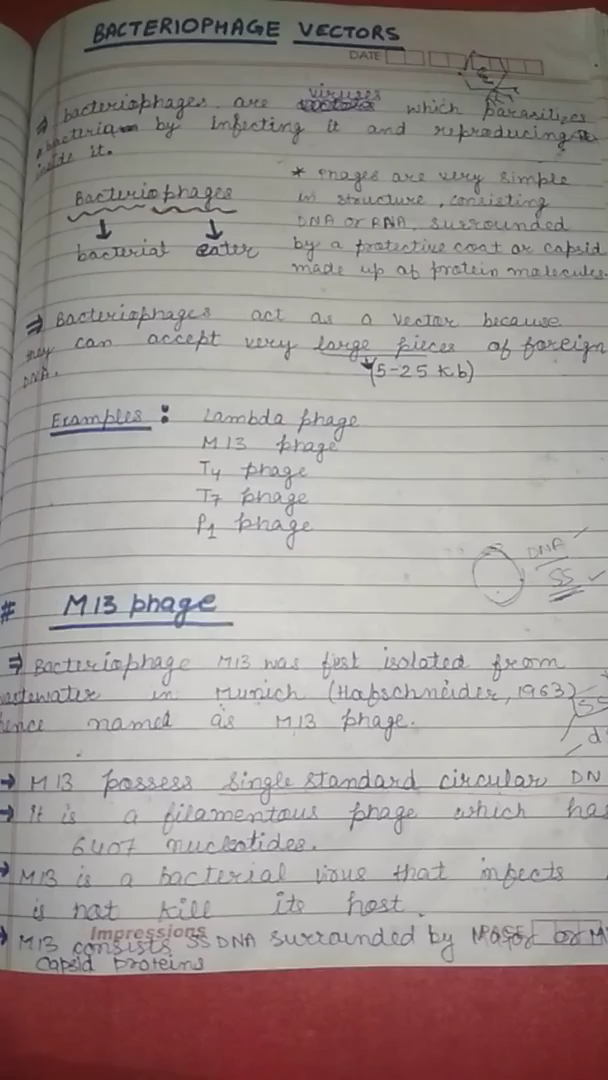 BACTERIOPHAGE VECTORS
DATE
⇒ bacteriophages are viruses which parasitizes
bacteria by infecting it and reproducing
inside it.
Bacteriophages
bacterial eater
* Phages are very simple
in structure, consisting
DNA or RNA, surrounded
by a protective coat or capsid
made up of protein molecules.
⇒ Bacteriophages act as a vector because
they can accept very large pieces of foreign
DNA.
(5-25 Kb)
Examples : Lambda phage
M13 phage
T4 phage
T7 phage
P1 phage
DNA
SS
# M13 phage
⇒ Bacteriophage M13 was first isolated from
wastewater in Munich (Hofschneider, 1963)
SS
hence named as M13 phage.
d
→ M13 possess single standard circular DN
→ It is a filamentous phage which has
6407 nucleotides.
→ M13 is a bacterial virus that infects
is not kill its host.
Impressions
→ M13 consists SS DNA surrounded by Major or M
capsid proteins